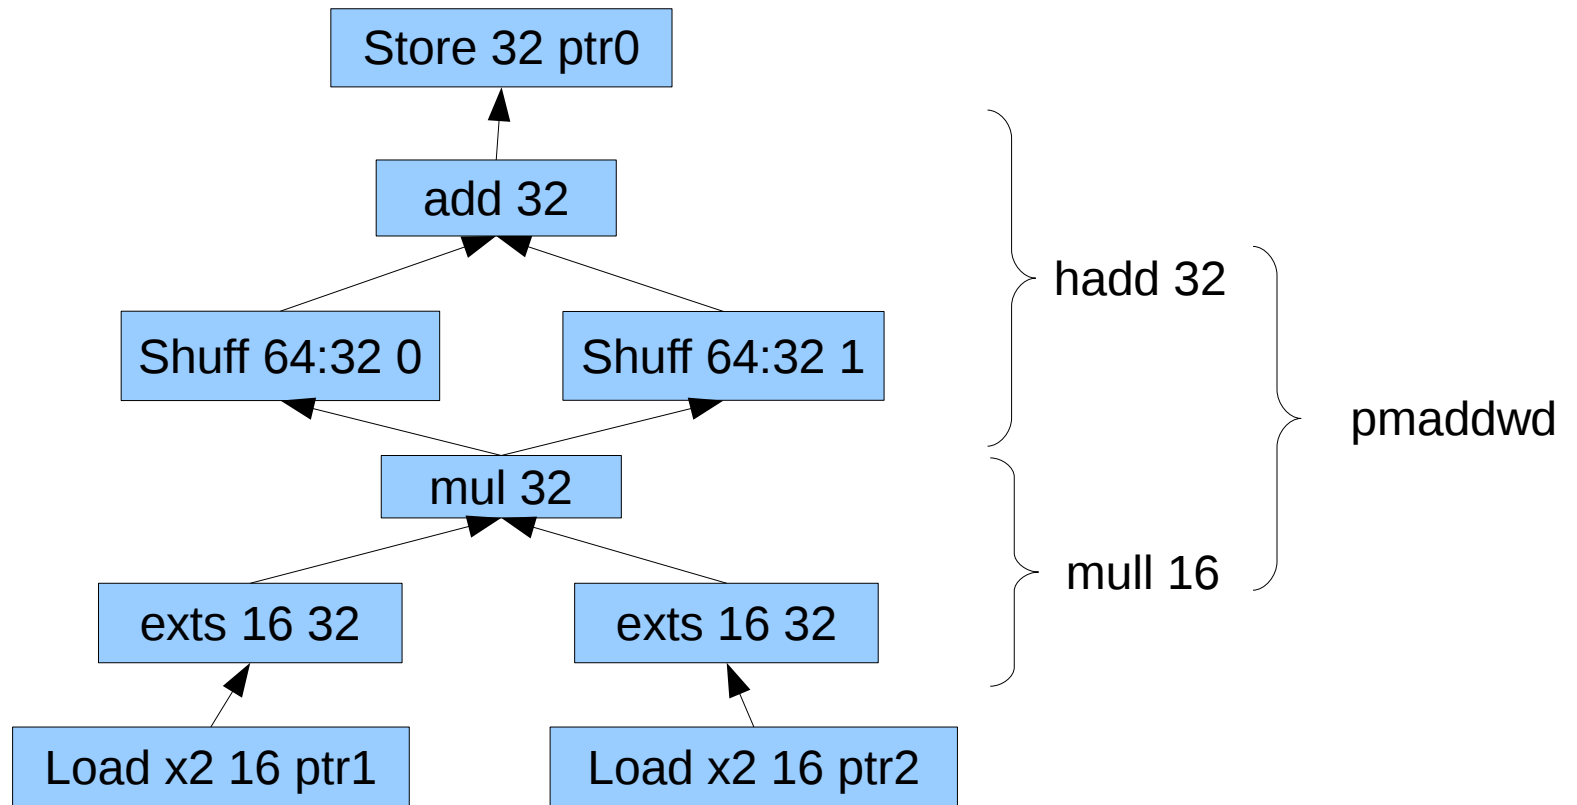 Store 32 ptr0
add 32
hadd 32
Shuff 64:32 0
Shuff 64:32 1
pmaddwd
mul 32
mull 16
exts 16 32
exts 16 32
Load x2 16 ptr1
Load x2 16 ptr2